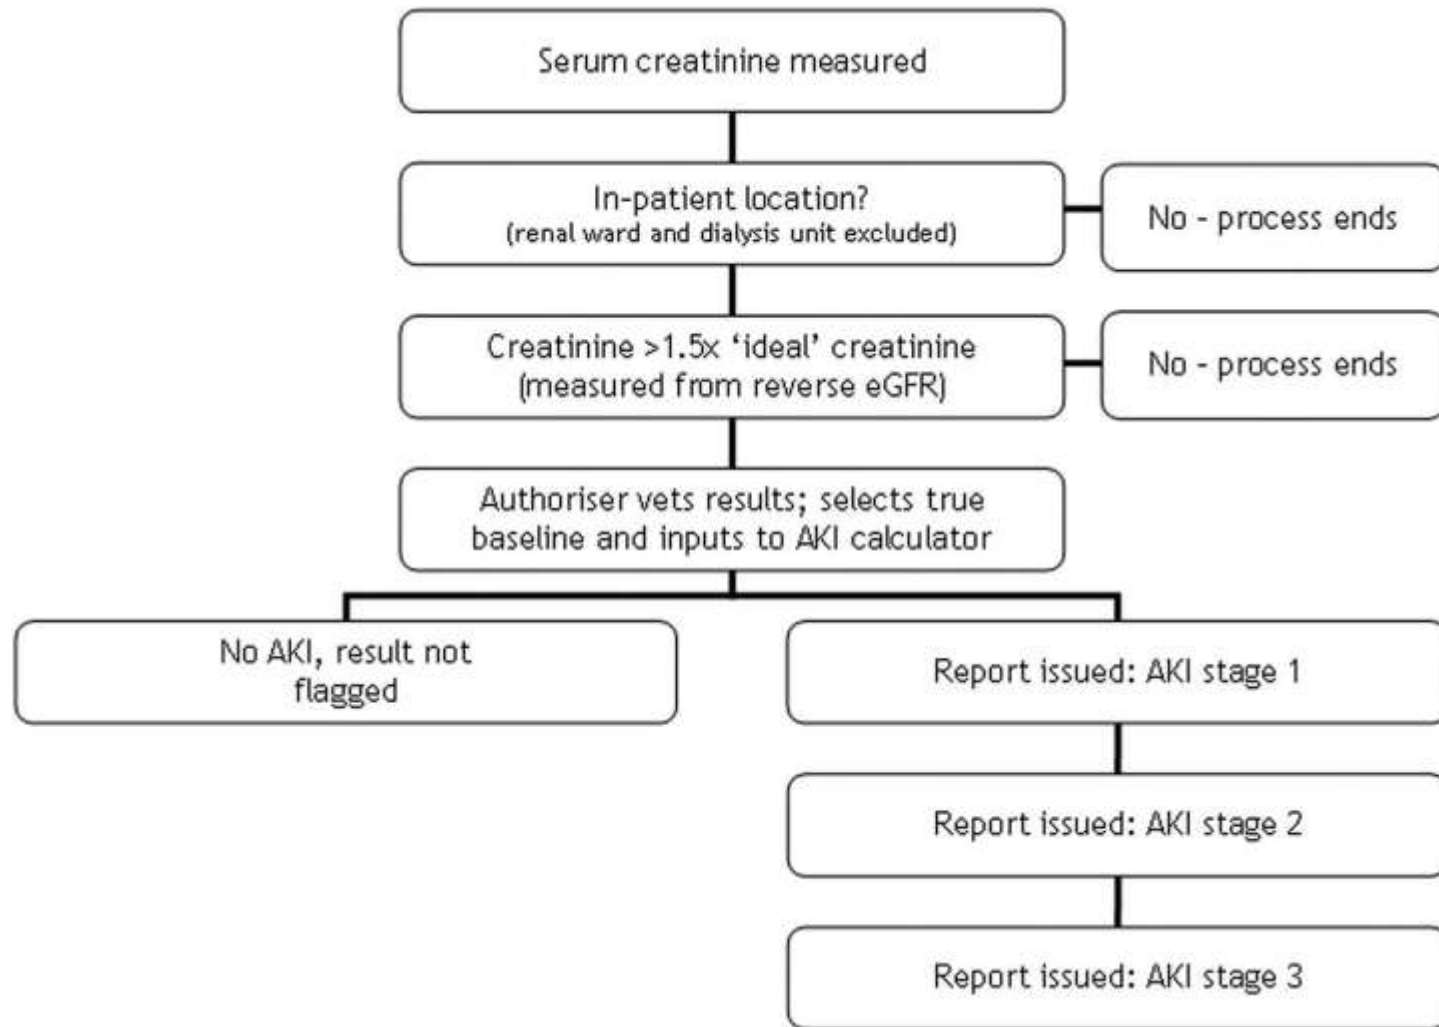 Serum creatinine measured
In-patient location?
(renal ward and dialysis unit excluded)
No - process ends
Creatinine >1.5x ‘ideal’ creatinine
(measured from reverse eGFR)
No - process ends
Authoriser vets results; selects true
baseline and inputs to AKI calculator
No AKI, result not
flagged
Report issued: AKI stage 1
Report issued: AKI stage 2
Report issued: AKI stage 3